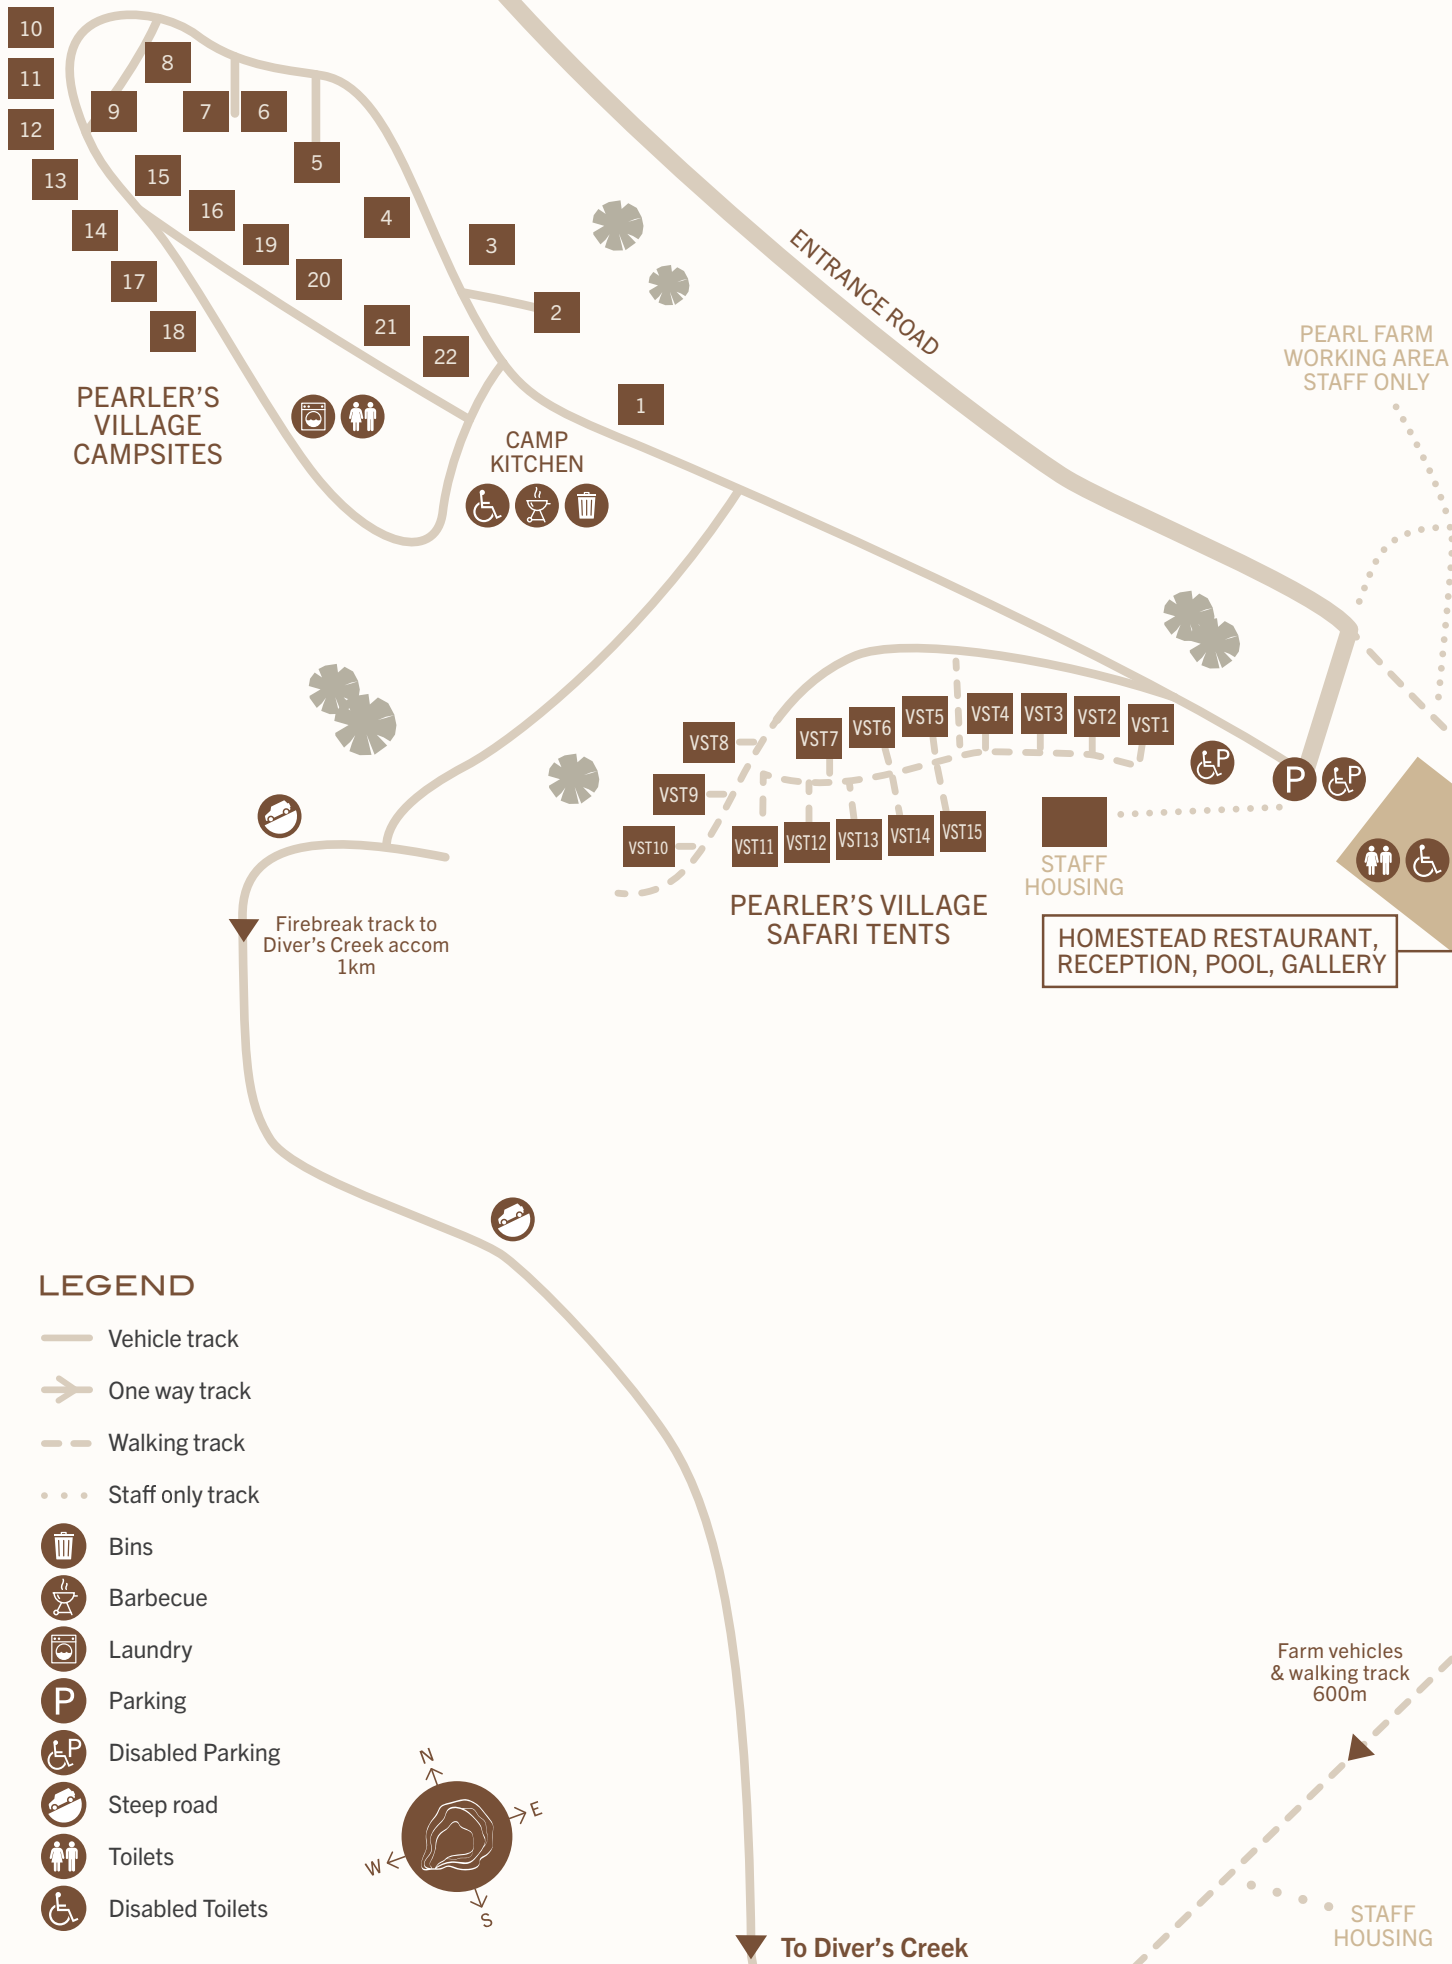 10
11
12
13
14
8
9
7
6
5
15
16
4
19
3
17
20
2
18
21
22
1
ENTRANCE ROAD
PEARL FARM
WORKING AREA
STAFF ONLY
PEARLER'S
VILLAGE
CAMPSITES
CAMP
KITCHEN
VST8
VST7
VST6
VST5
VST4
VST3
VST2
VST1
VST9
VST10
VST11
VST12
VST13
VST14
VST15
P
P
P
STAFF
HOUSING
PEARLER'S VILLAGE
SAFARI TENTS
HOMESTEAD RESTAURANT,
RECEPTION, POOL, GALLERY
Firebreak track to
Diver's Creek accom
1km
LEGEND
Vehicle track
One way track
Walking track
Staff only track
Bins
Barbecue
Laundry
P
Parking
P
Disabled Parking
Steep road
Toilets
Disabled Toilets
N
E
W
S
Farm vehicles
& walking track
600m
STAFF
HOUSING
To Diver's Creek